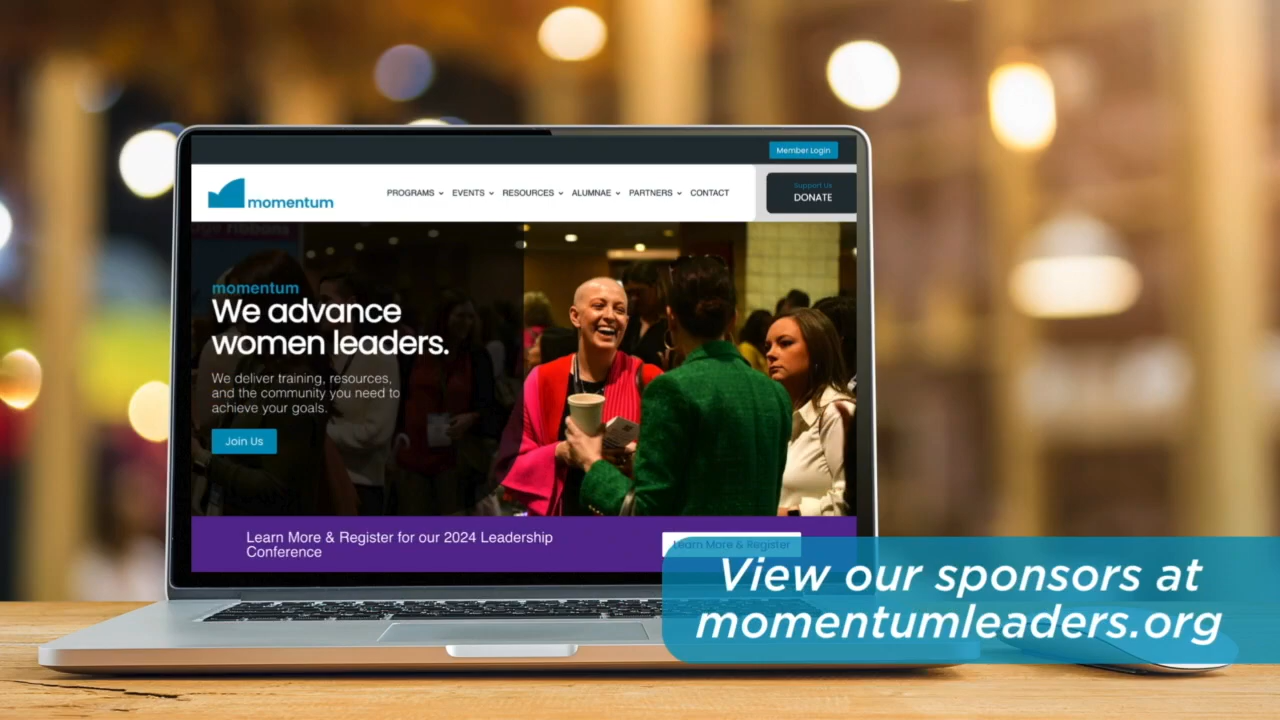 Member Login
momentum
PROGRAMS EVENTS RESOURCES ALUMNAE PARTNERS CONTACT
Support Us
DONATE
momentum
We advance
women leaders.
We deliver training, resources,
and the community you need to
achieve your goals.
Join Us
Learn More & Register for our 2024 Leadership
Conference
Learn More & Register
View our sponsors at
momentumleaders.org